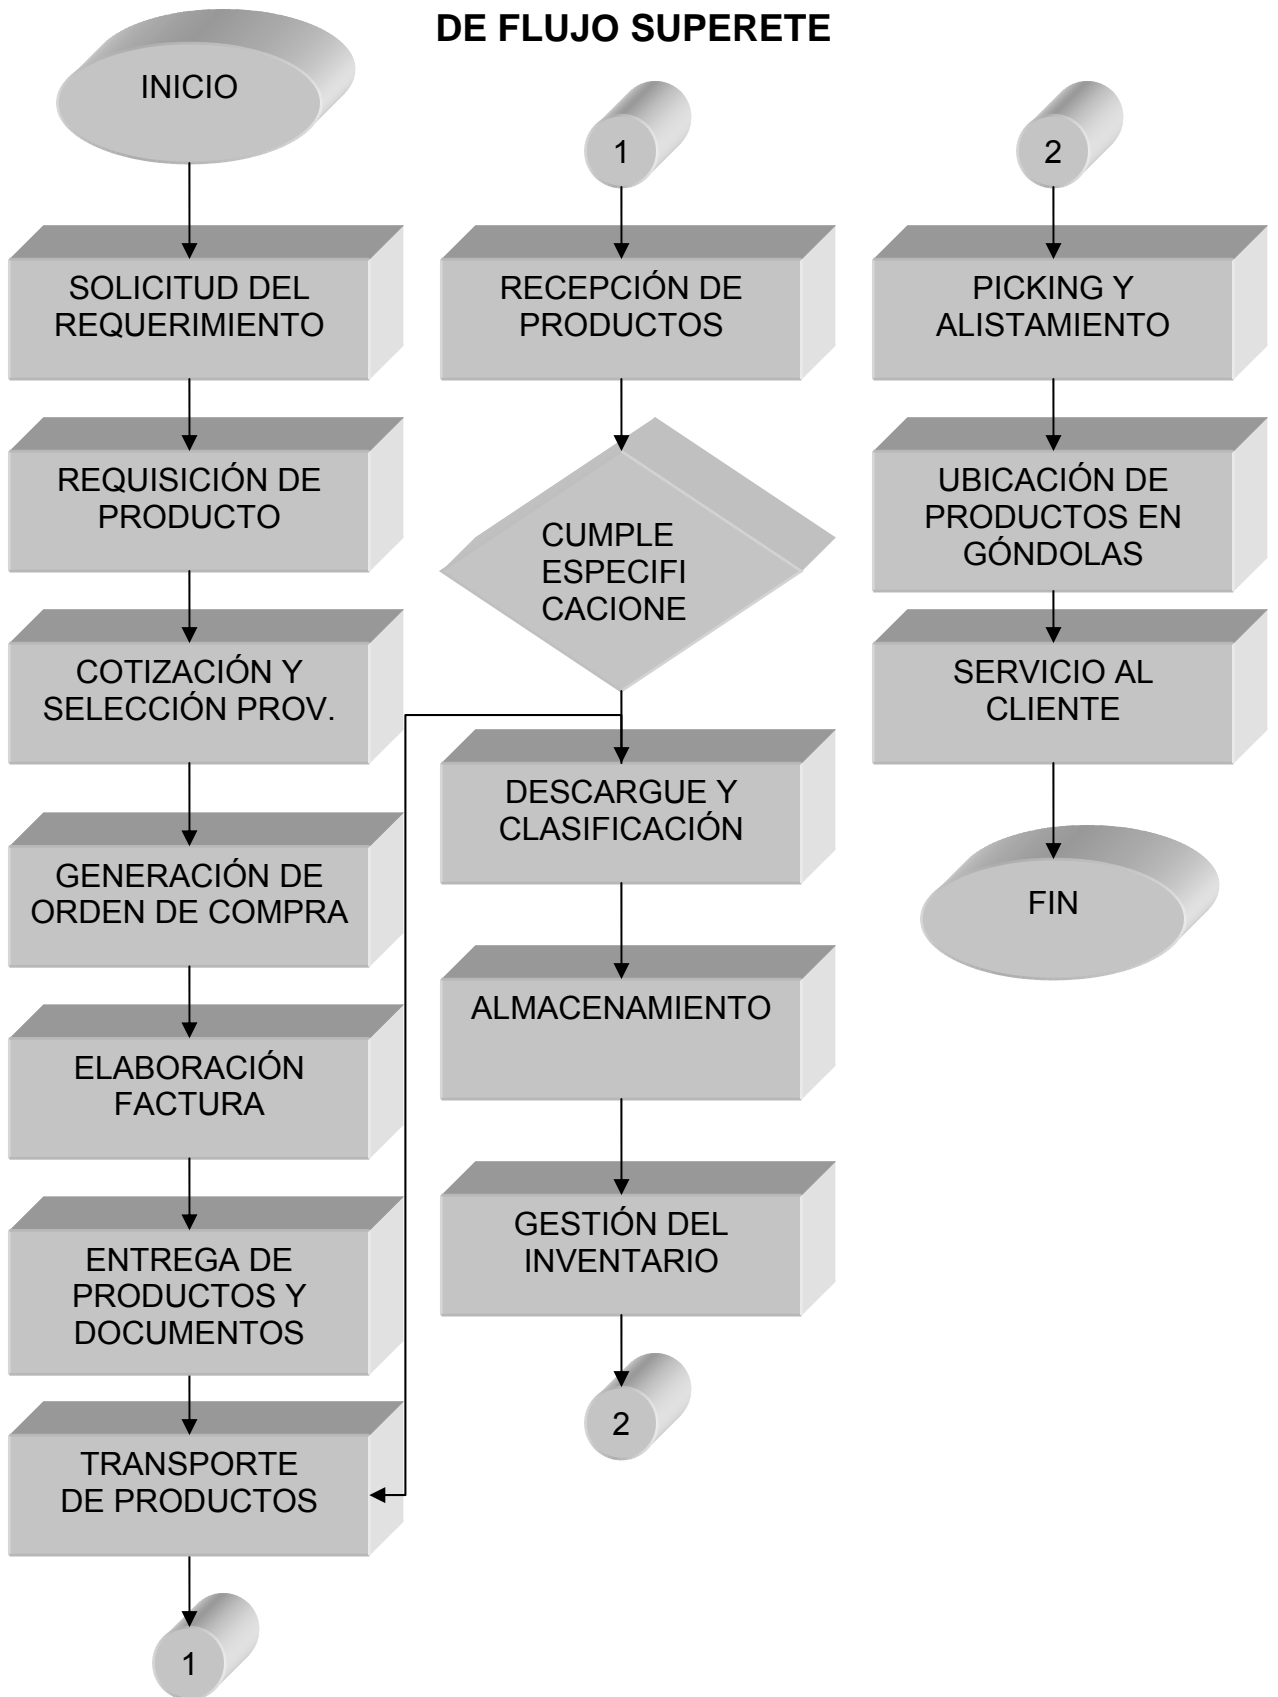 DE FLUJO SUPERETE
INICIO
SOLICITUD DEL
REQUERIMIENTO
REQUISICIÓN DE
PRODUCTO
COTIZACIÓN Y
SELECCIÓN PROV.
GENERACIÓN DE
ORDEN DE COMPRA
ELABORACIÓN
FACTURA
ENTREGA DE
PRODUCTOS Y
DOCUMENTOS
TRANSPORTE
DE PRODUCTOS
1
1
RECEPCIÓN DE
PRODUCTOS
CUMPLE
ESPECIFI
CACIONE
DESCARGUE Y
CLASIFICACIÓN
ALMACENAMIENTO
GESTIÓN DEL
INVENTARIO
2
2
PICKING Y
ALISTAMIENTO
UBICACIÓN DE
PRODUCTOS EN
GÓNDOLAS
SERVICIO AL
CLIENTE
FIN